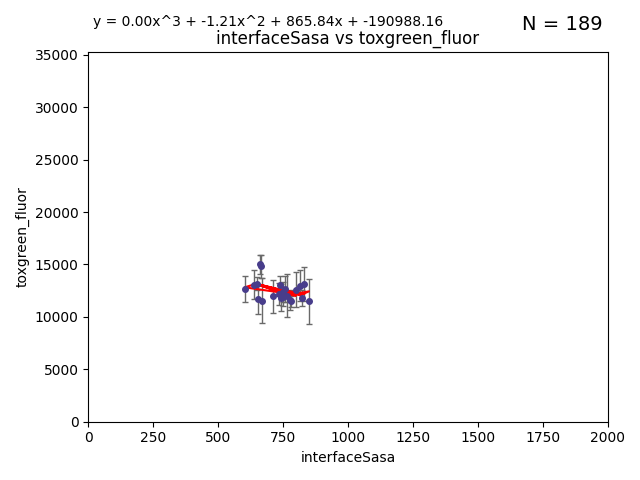 y = 0.00x^3 + -1.21x^2 + 865.84x + -190988.16
N = 189
interfaceSasa vs toxgreen_fluor
35000
30000
25000
20000
15000
10000
5000
0
toxgreen_fluor
0 250 500 750 1000 1250 1500 1750 2000
interfaceSasa